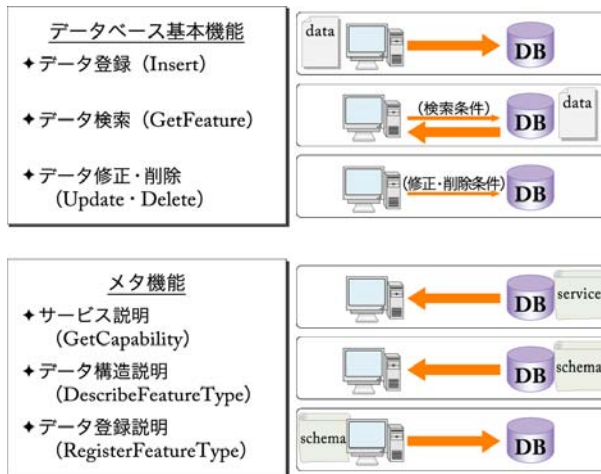 データベース基本機能
✦データ登録（Insert）
data
DB
✦データ検索（GetFeature）
(検索条件)
DB
data
✦データ修正・削除
（Update・Delete）
(修正・削除条件)
DB
メタ機能
✦サービス説明
（GetCapability）
DB
service
✦データ構造説明
（DescribeFeatureType）
DB
schema
✦データ登録説明
（RegisterFeatureType）
schema
DB